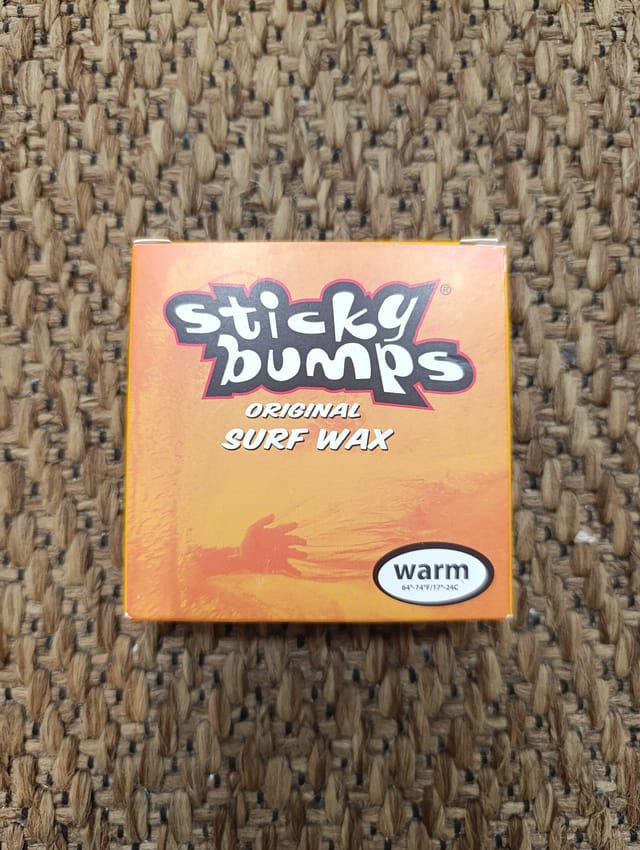 sticky®
bumps
ORIGINAL
SURF WAX
warm
64°-74°F/17°-24C